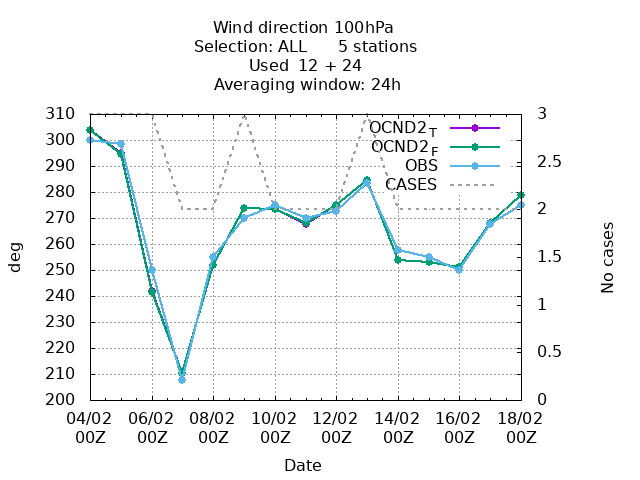 Wind direction 100hPa
Selection: ALL 5 stations
Used 12 + 24
Averaging window: 24h
310 3
OCND2T
300
OCND2F
290 2.5
OBS
280
CASES
270 2
260
deg
No cases
250 1.5
240
230 1
220
210 0.5
200 0
04/02 06/02 08/02 10/02 12/02 14/02 16/02 18/02
00Z 00Z 00Z 00Z 00Z 00Z 00Z 00Z
Date